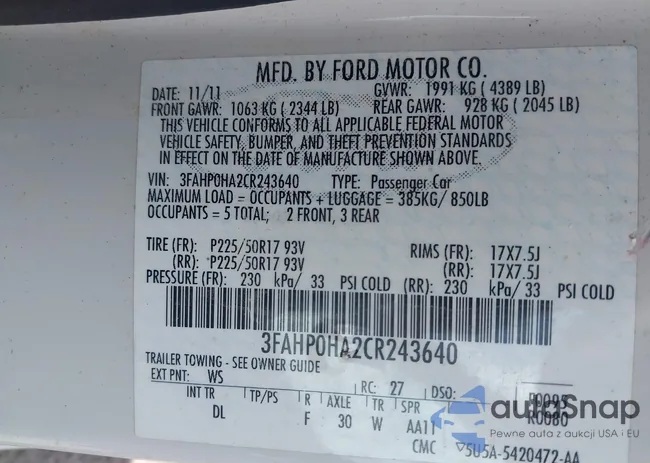 MFD. BY FORD MOTOR CO.
DATE: 11/11 GVWR: 1991 KG ( 4389 LB)
FRONT GAWR: 1063 KG ( 2344 LB) REAR GAWR: 928 KG ( 2045 LB)
THIS VEHICLE CONFORMS TO ALL APPLICABLE FEDERAL MOTOR
VEHICLE SAFETY, BUMPER, AND THEFT PREVENTION STANDARDS
IN EFFECT ON THE DATE OF MANUFACTURE SHOWN ABOVE.
VIN: 3FAHP0HA2CR243640 TYPE: Passenger Car
MAXIMUM LOAD = OCCUPANTS + LUGGAGE = 385KG/ 850LB
OCCUPANTS = 5 TOTAL; 2 FRONT, 3 REAR
TIRE (FR): P225/50R17 93V RIMS (FR): 17X7.5J
(RR): P225/50R17 93V (RR): 17X7.5J
PRESSURE (FR): 230 kPa/ 33 PSI COLD (RR): 230 kPa/ 33 PSI COLD
3FAHP0HA2CR243640
TRAILER TOWING - SEE OWNER GUIDE
EXT PNT: WS RC: 27 DSO: R0095
INT TR TP/PS R AXLE TR SPR R0080
DL F 30 W AA11
CMC ▽5U5A-5420472-AA
autoSnap
Pewne auta z aukcji USA i EU